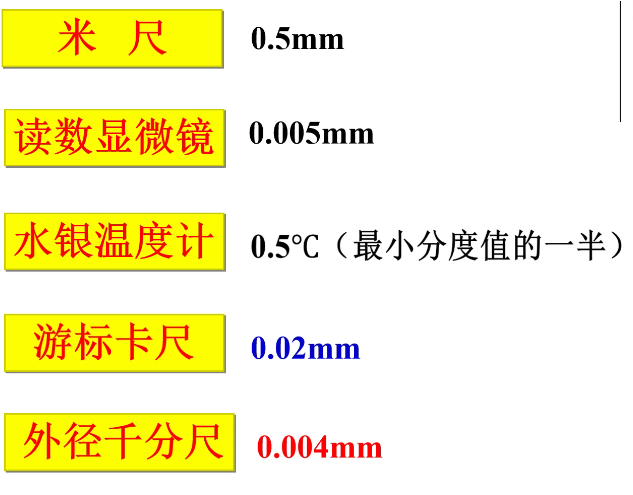 米 尺 0.5mm
读数显微镜 0.005mm
水银温度计 0.5℃（最小分度值的一半）
游标卡尺 0.02mm
外径千分尺 0.004mm